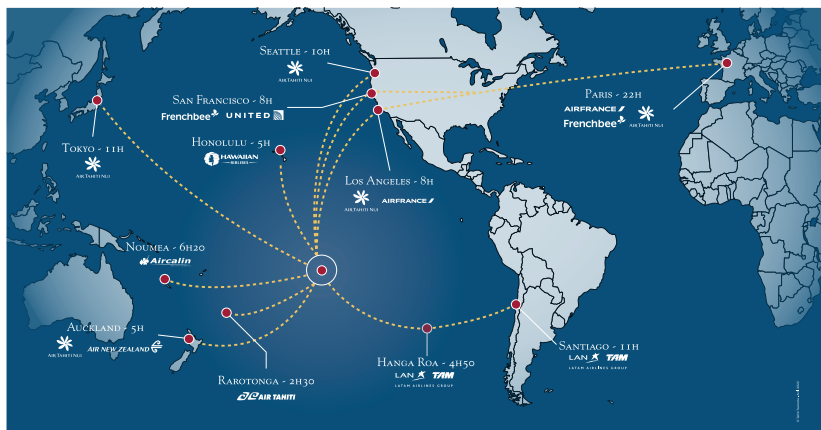 Seattle - 10h
AIR TAHITI NUI
San Francisco - 8h
Frenchbee UNITED
Honolulu - 5h
HAWAIIAN
AIRLINES
Tokyo - 11h
AIR TAHITI NUI
Paris - 22h
AIRFRANCE
Frenchbee AIR TAHITI NUI
Los Angeles - 8h
AIR TAHITI NUI AIRFRANCE
Noumea - 6h20
Aircalin
Auckland - 5h
AIR TAHITI NUI AIR NEW ZEALAND
Rarotonga - 2h30
AIR TAHITI
Hanga Roa - 4h50
LAN TAM
LATAM AIRLINES GROUP
Santiago - 11h
LAN TAM
LATAM AIRLINES GROUP